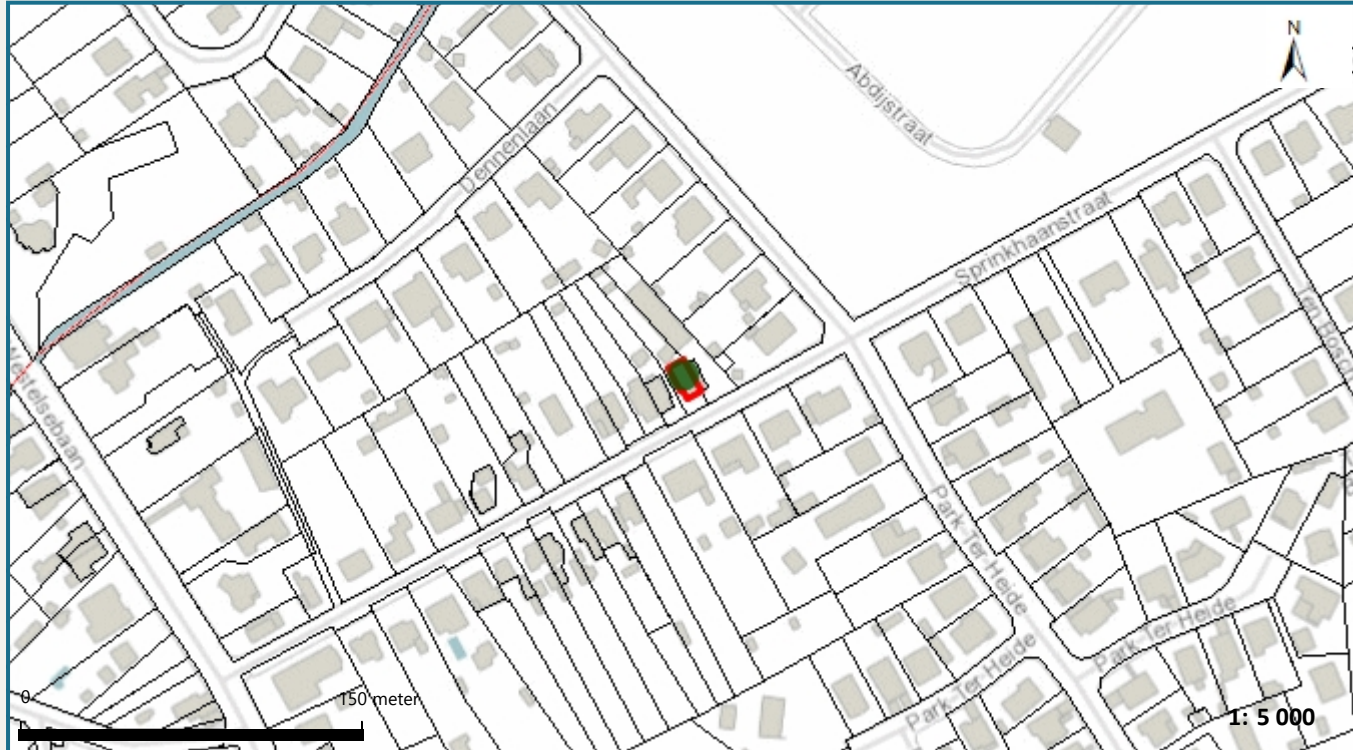 N
Abdijstraat
Dennenlaan
Sprinkhaanstraat
Park-Ter-Heide
Park-Ter-Heide
Park-Ter-Heide
0
150 meter
1: 5 000